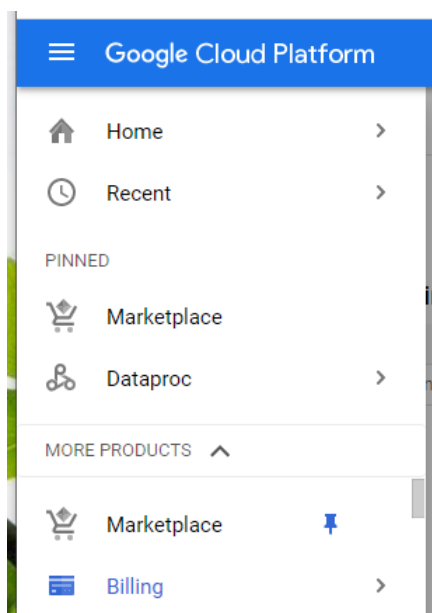 Google Cloud Platform
Home
Recent
PINNED
Marketplace
Dataproc
MORE PRODUCTS
Marketplace
Billing